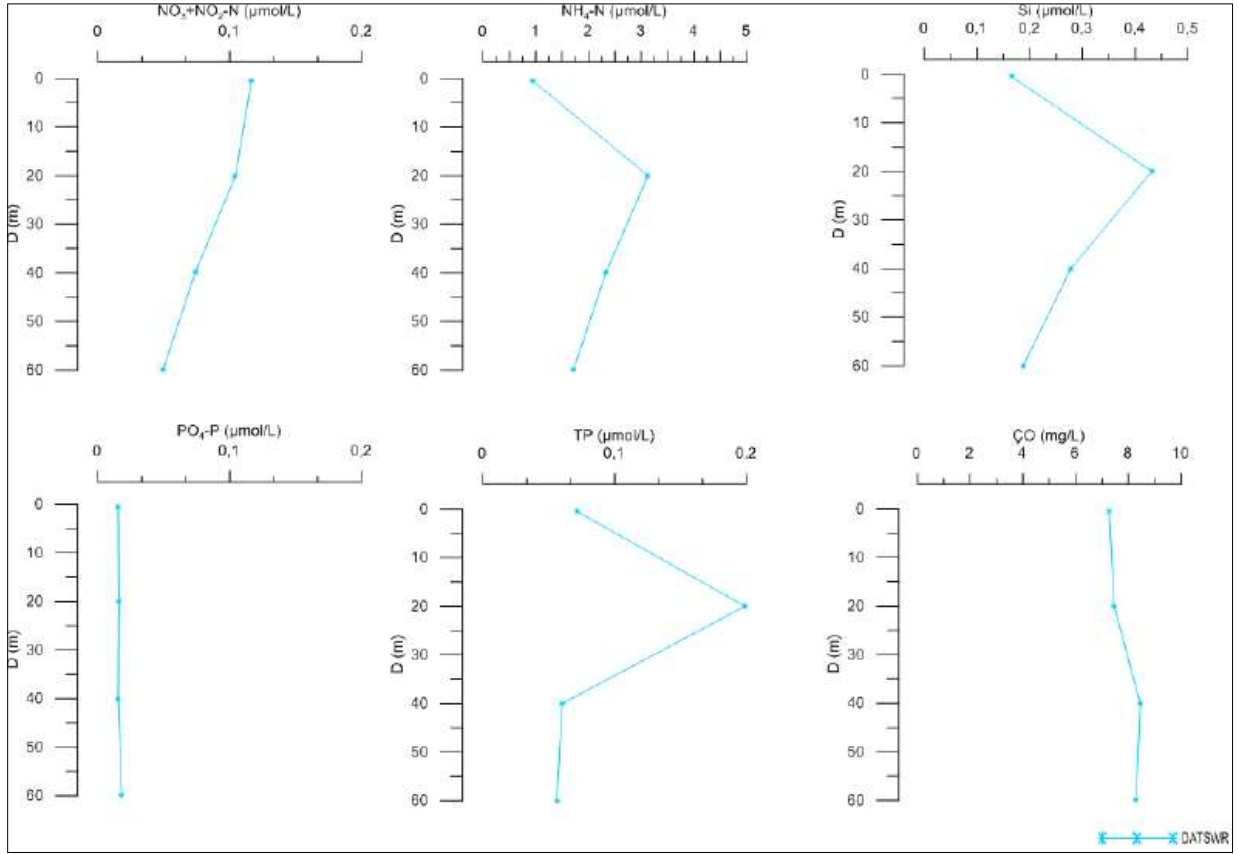 NO₃+NO₂-N (µmol/L)
0 0,1 0,2
0
10
20
30
40
50
60
D (m)
NH₄-N (µmol/L)
0 1 2 3 4 5
0
10
20
30
40
50
60
D (m)
Si (µmol/L)
0 0,1 0,2 0,3 0,4 0,5
0
10
20
30
40
50
60
D (m)
PO₄-P (µmol/L)
0 0,1 0,2
0
10
20
30
40
50
60
D (m)
TP (µmol/L)
0 0,1 0,2
0
10
20
30
40
50
60
D (m)
ÇO (mg/L)
0 2 4 6 8 10
0
10
20
30
40
50
60
D (m)
DATSWR